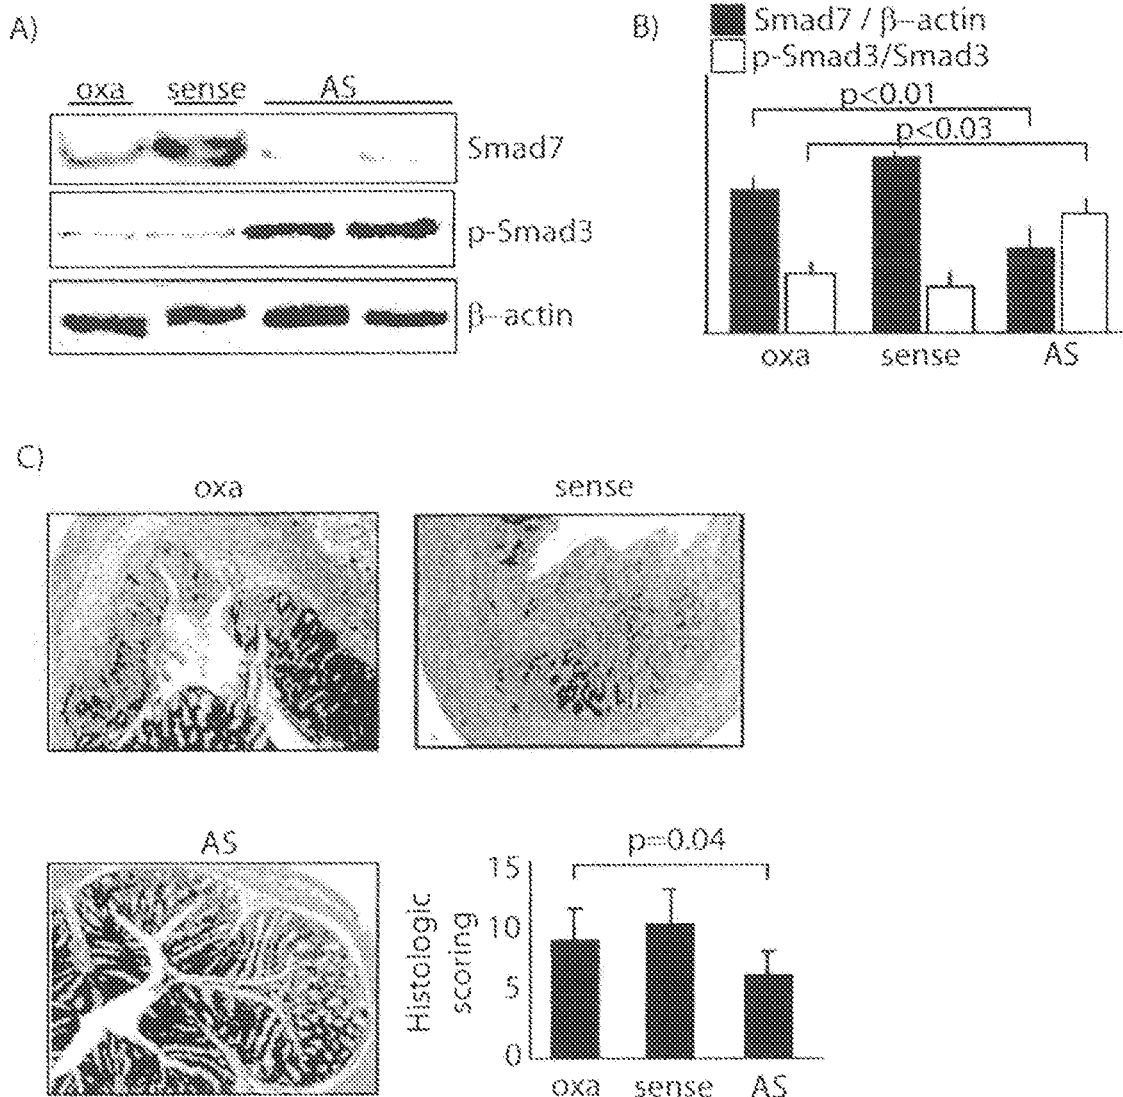 A)
oxa sense AS
Smad7
p-Smad3
β-actin
B)
Smad7 / β-actin
p-Smad3/Smad3
p<0.01
p<0.03
oxa sense AS
C)
oxa sense
AS
p=0.04
Histologic
scoring
15
10
5
0
oxa sense AS